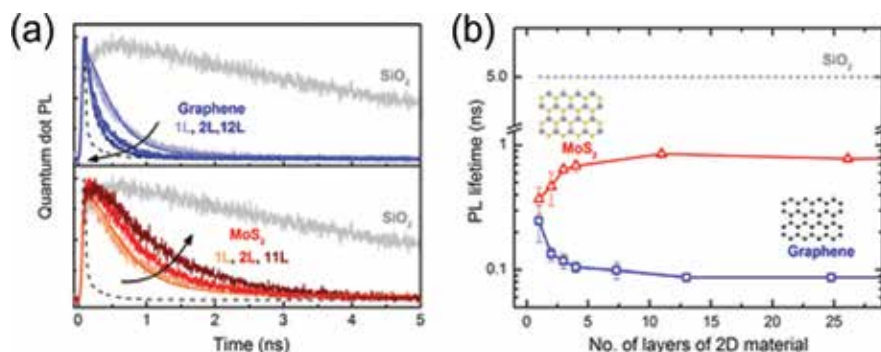 (a)
Quantum dot PL
SiO₂
Graphene
1L, 2L,12L
SiO₂
MoS₂
1L, 2L, 11L
0 1 2 3 4 5
Time (ns)
(b)
PL lifetime (ns)
5.0
1
0.1
SiO₂
MoS₂
Graphene
0 5 10 15 20 25
No. of layers of 2D material